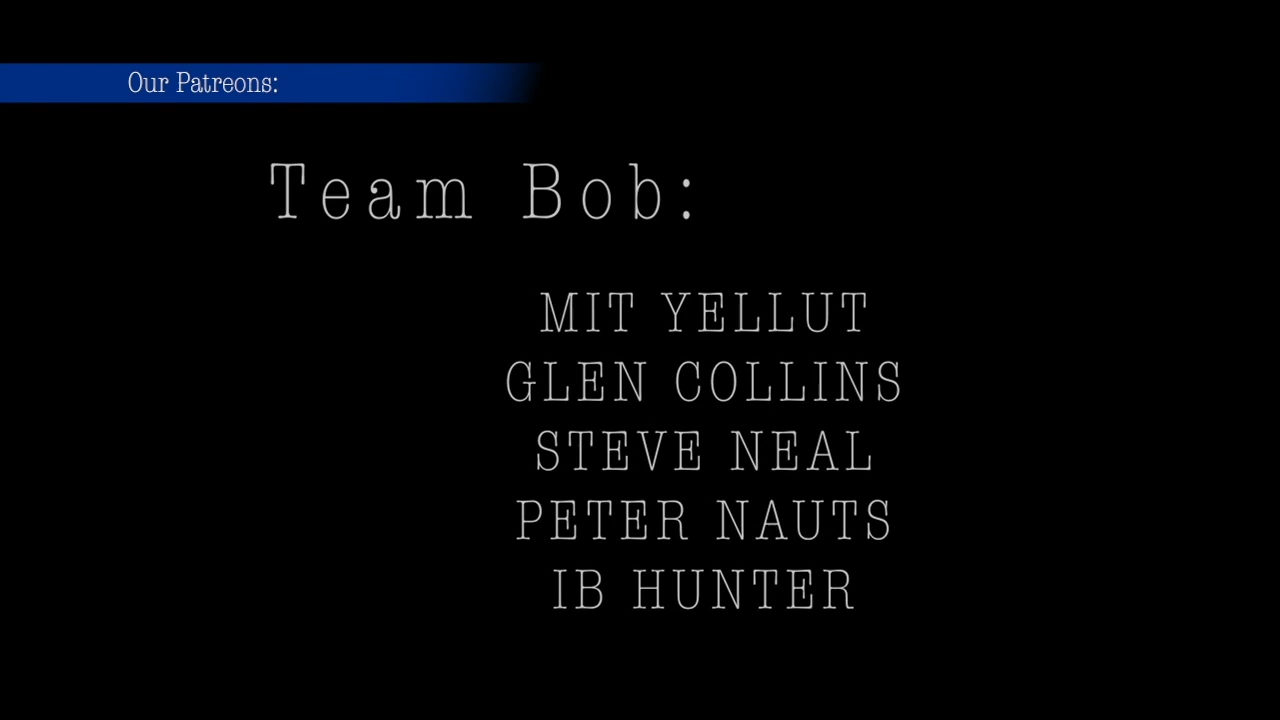 Our Patreons:
Team Bob:
MIT YELLUT
GLEN COLLINS
STEVE NEAL
PETER NAUTS
IB HUNTER